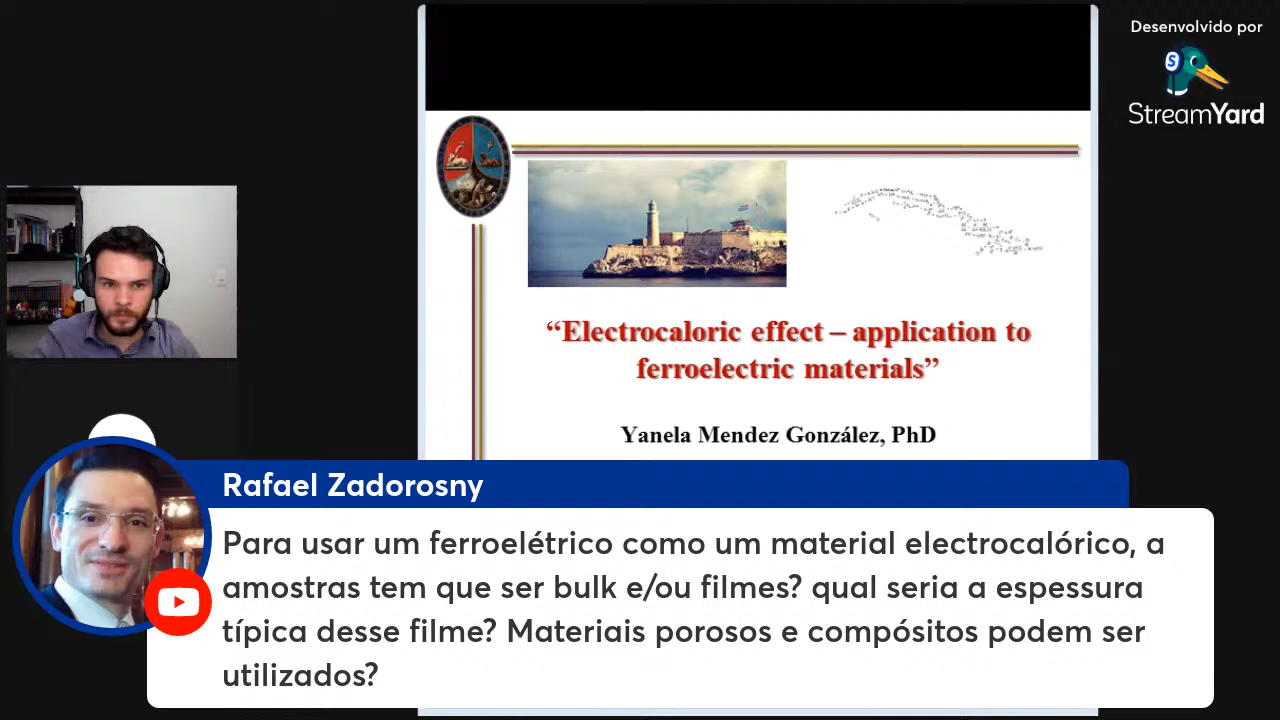 Desenvolvido por
S
StreamYard
“Electrocaloric effect – application to
ferroelectric materials”
Yanela Mendez González, PhD
Rafael Zadorosny
Para usar um ferroelétrico como um material electrocalórico, a
amostras tem que ser bulk e/ou filmes? qual seria a espessura
típica desse filme? Materiais porosos e compósitos podem ser
utilizados?